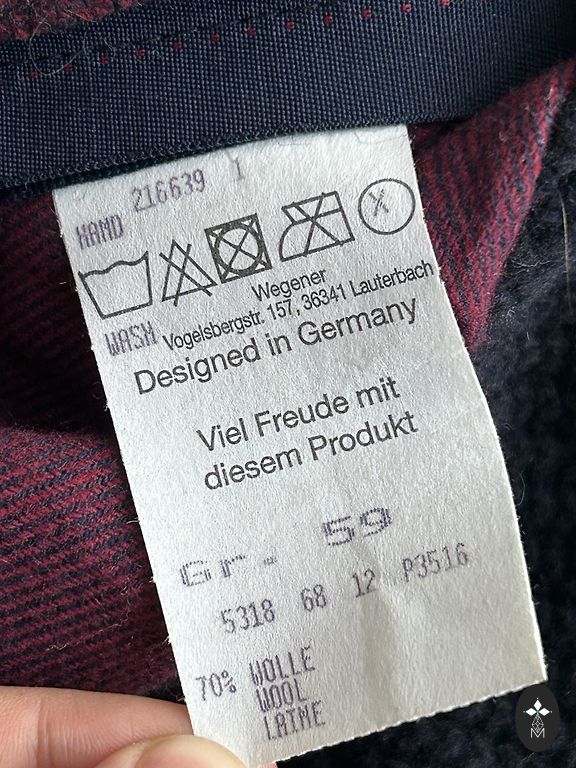 216639 1
HAND
WASH
Wegener
Vogelsbergstr. 157, 36341 Lauterbach
Designed in Germany
Viel Freude mit
diesem Produkt
Gr. 59
5318 68 12 P3516
70% WOLLE
WOOL
LAINE